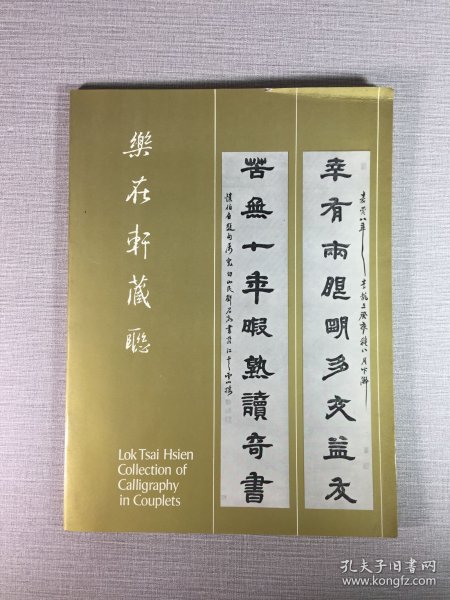 樂在軒藏聯
Lok Tsai Hsien
Collection of
Calligraphy
in Couplets
幸有兩眼明多交益友
苦無十年暇熟讀奇書
孔夫子旧书网
www.kongfz.com